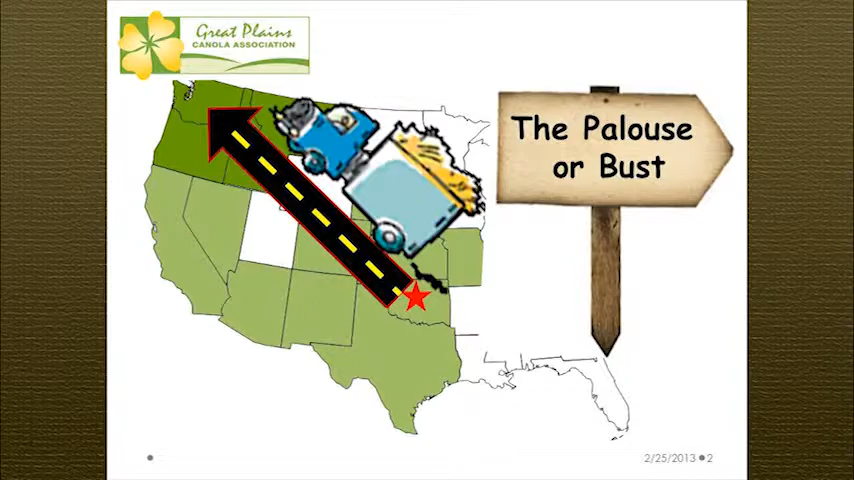 Great Plains
CANOLA ASSOCIATION
The Palouse
or Bust
2/25/2013
2